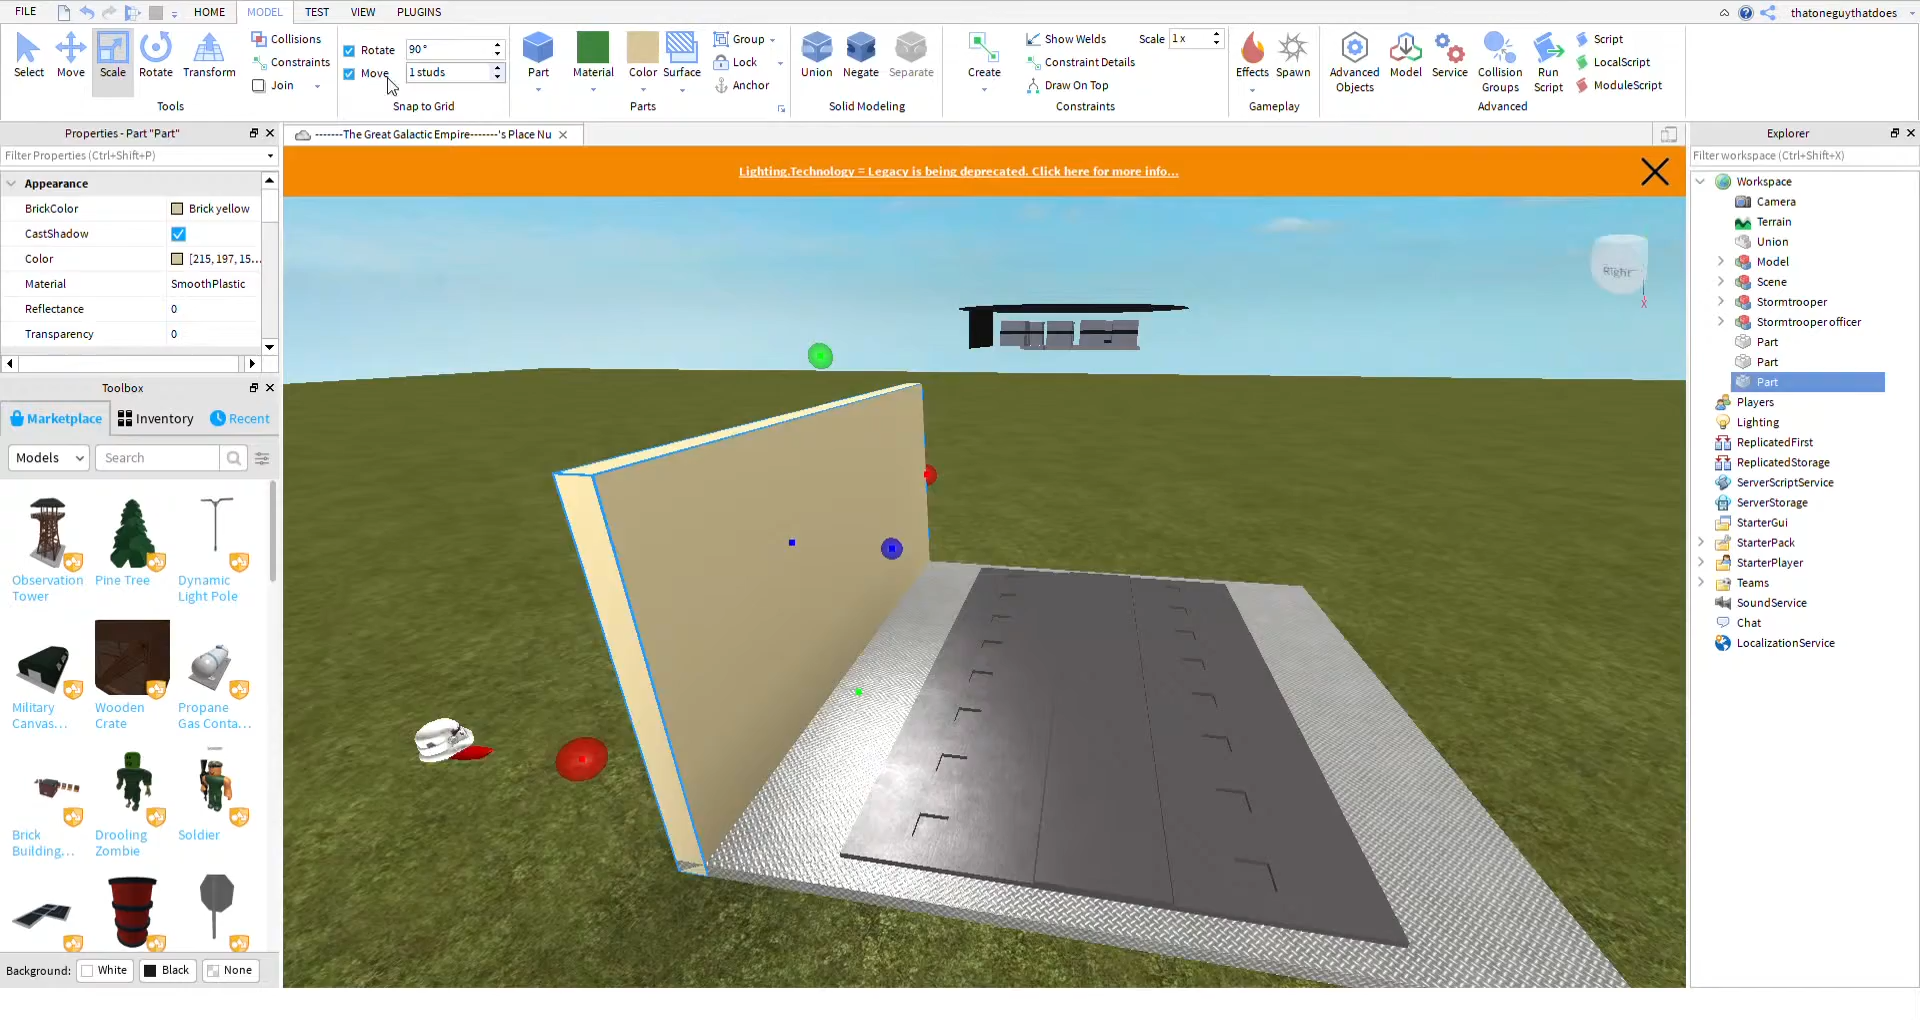 FILE HOME MODEL TEST VIEW PLUGINS thatoneguythatdoes
Select Move Scale Rotate Transform
Tools
Collisions
Constraints
Join
Rotate 90°
Move 1 studs
Snap to Grid
Part Material Color Surface
Group
Lock
Anchor
Parts
Union Negate Separate
Solid Modeling
Create
Show Welds
Constraint Details
Draw On Top
Scale 1 x
Constraints
Effects Spawn
Gameplay
Advanced Objects
Model Service
Collision Groups
Run Script
Script
LocalScript
ModuleScript
Advanced
Properties - Part "Part"
Filter Properties (Ctrl+Shift+P)
Appearance
BrickColor Brick yellow
CastShadow
Color [215, 197, 15...
Material SmoothPlastic
Reflectance 0
Transparency 0
Toolbox
Marketplace Inventory Recent
Models Search
Observation Tower
Pine Tree
Dynamic Light Pole
Military Canvas...
Wooden Crate
Propane Gas Conta...
Brick Building...
Drooling Zombie
Soldier
Background: White Black None
-------The Great Galactic Empire-------'s Place Nu
Lighting.Technology = Legacy is being deprecated. Click here for more info...
Right
X
Explorer
Filter workspace (Ctrl+Shift+X)
Workspace
Camera
Terrain
Union
Model
Scene
Stormtrooper
Stormtrooper officer
Part
Part
Part
Players
Lighting
ReplicatedFirst
ReplicatedStorage
ServerScriptService
ServerStorage
StarterGui
StarterPack
StarterPlayer
Teams
SoundService
Chat
LocalizationService